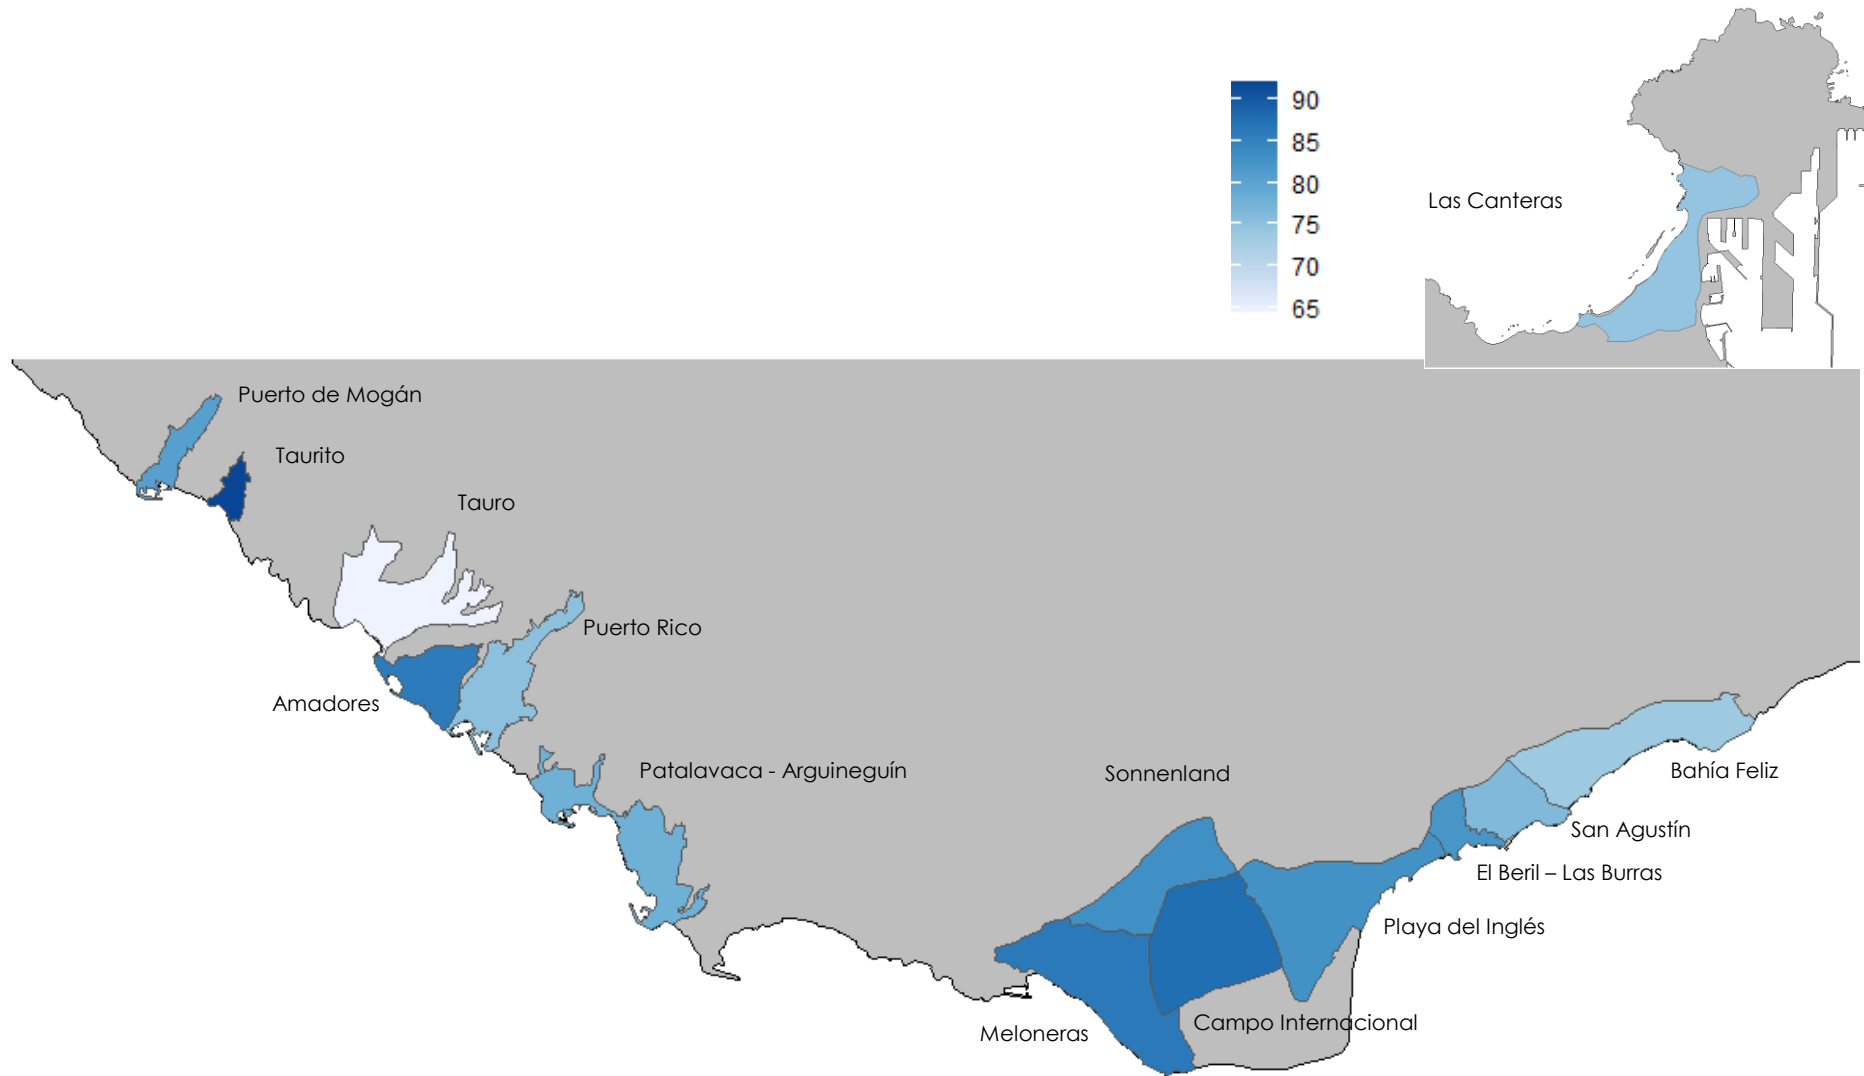 90
85
80
75
70
65
Las Canteras
Puerto de Mogán
Taurito
Tauro
Puerto Rico
Amadores
Patalavaca - Arguineguín
Sonnenland
Bahía Feliz
San Agustín
El Beril – Las Burras
Playa del Inglés
Campo Internacional
Meloneras